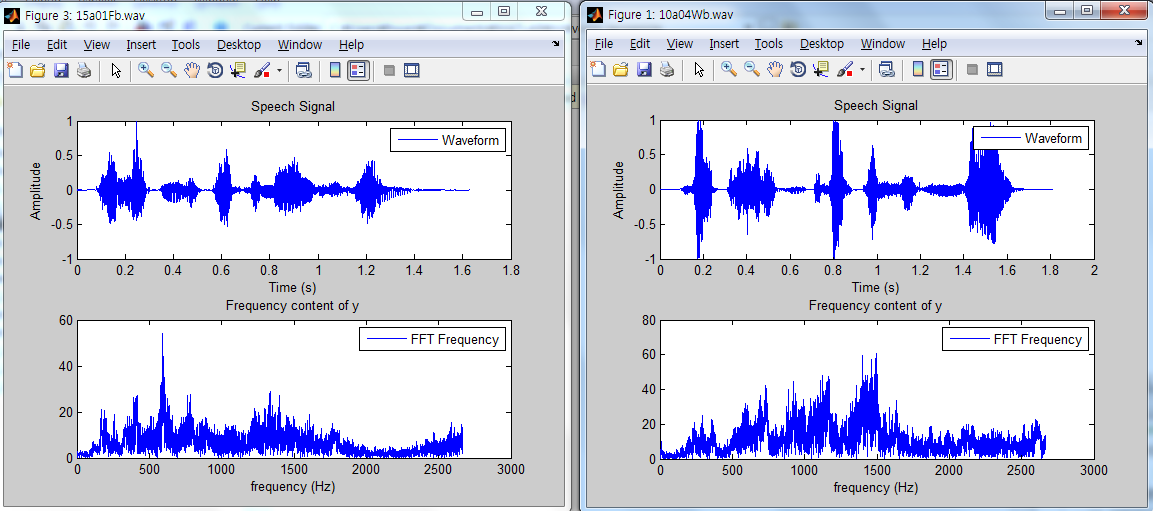 Figure 3: 15a01Fb.wav
File Edit View Insert Tools Desktop Window Help
Speech Signal
Waveform
Amplitude
1
0.5
0
-0.5
-1
0 0.2 0.4 0.6 0.8 1 1.2 1.4 1.6 1.8
Time (s)
Frequency content of y
FFT Frequency
60
40
20
0
0 500 1000 1500 2000 2500 3000
frequency (Hz)
Figure 1: 10a04Wb.wav
File Edit View Insert Tools Desktop Window Help
Speech Signal
Waveform
Amplitude
1
0.5
0
-0.5
-1
0 0.2 0.4 0.6 0.8 1 1.2 1.4 1.6 1.8 2
Time (s)
Frequency content of y
FFT Frequency
80
60
40
20
0
0 500 1000 1500 2000 2500 3000
frequency (Hz)